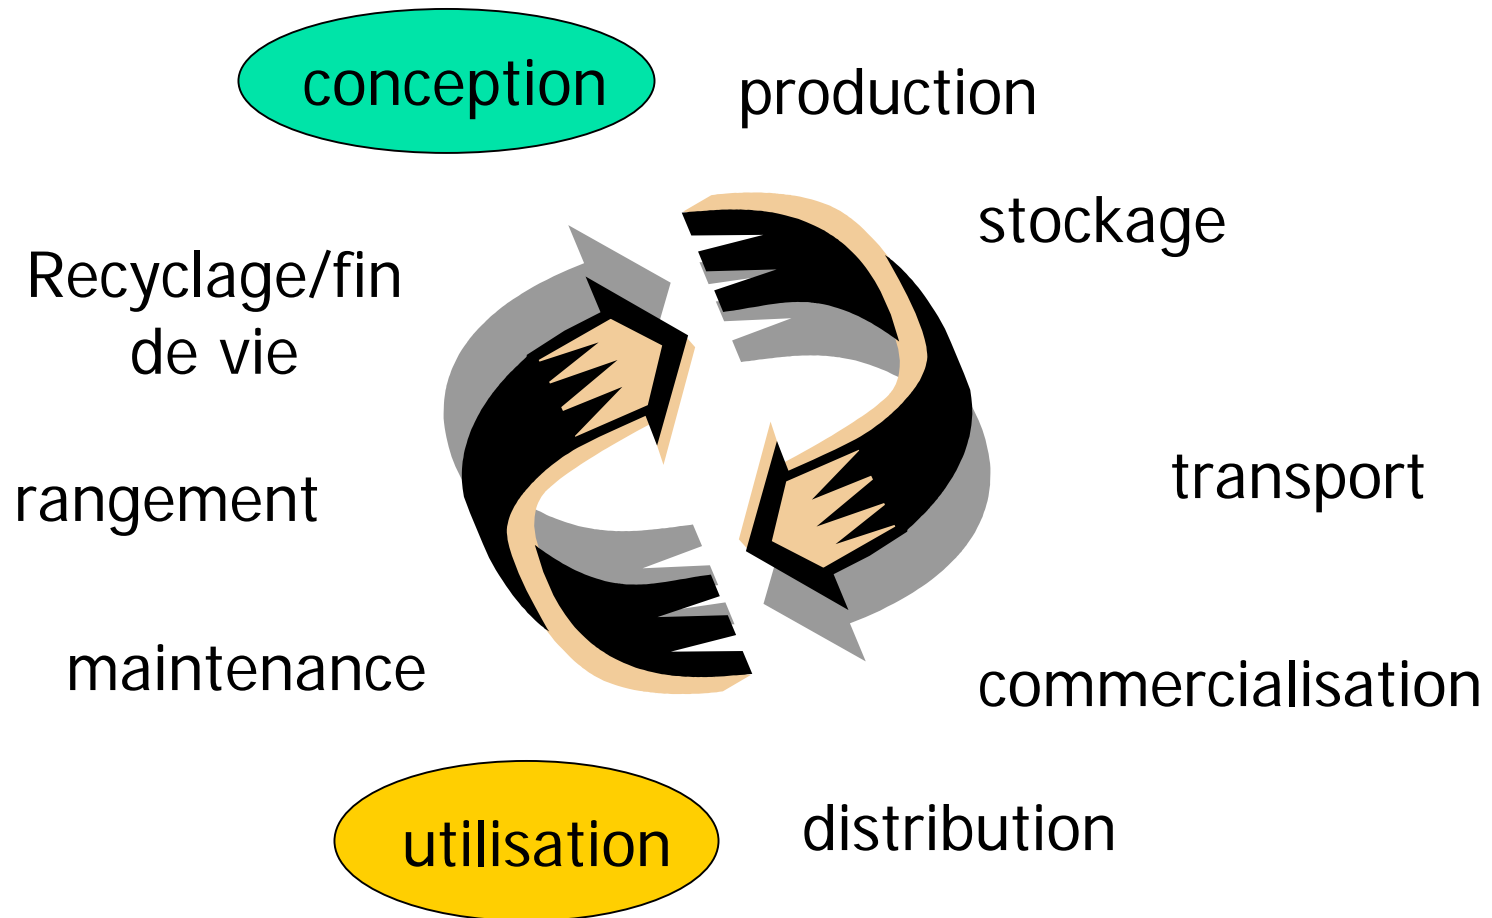 conception
production
stockage
Recyclage/fin
de vie
transport
rangement
maintenance
commercialisation
utilisation
distribution